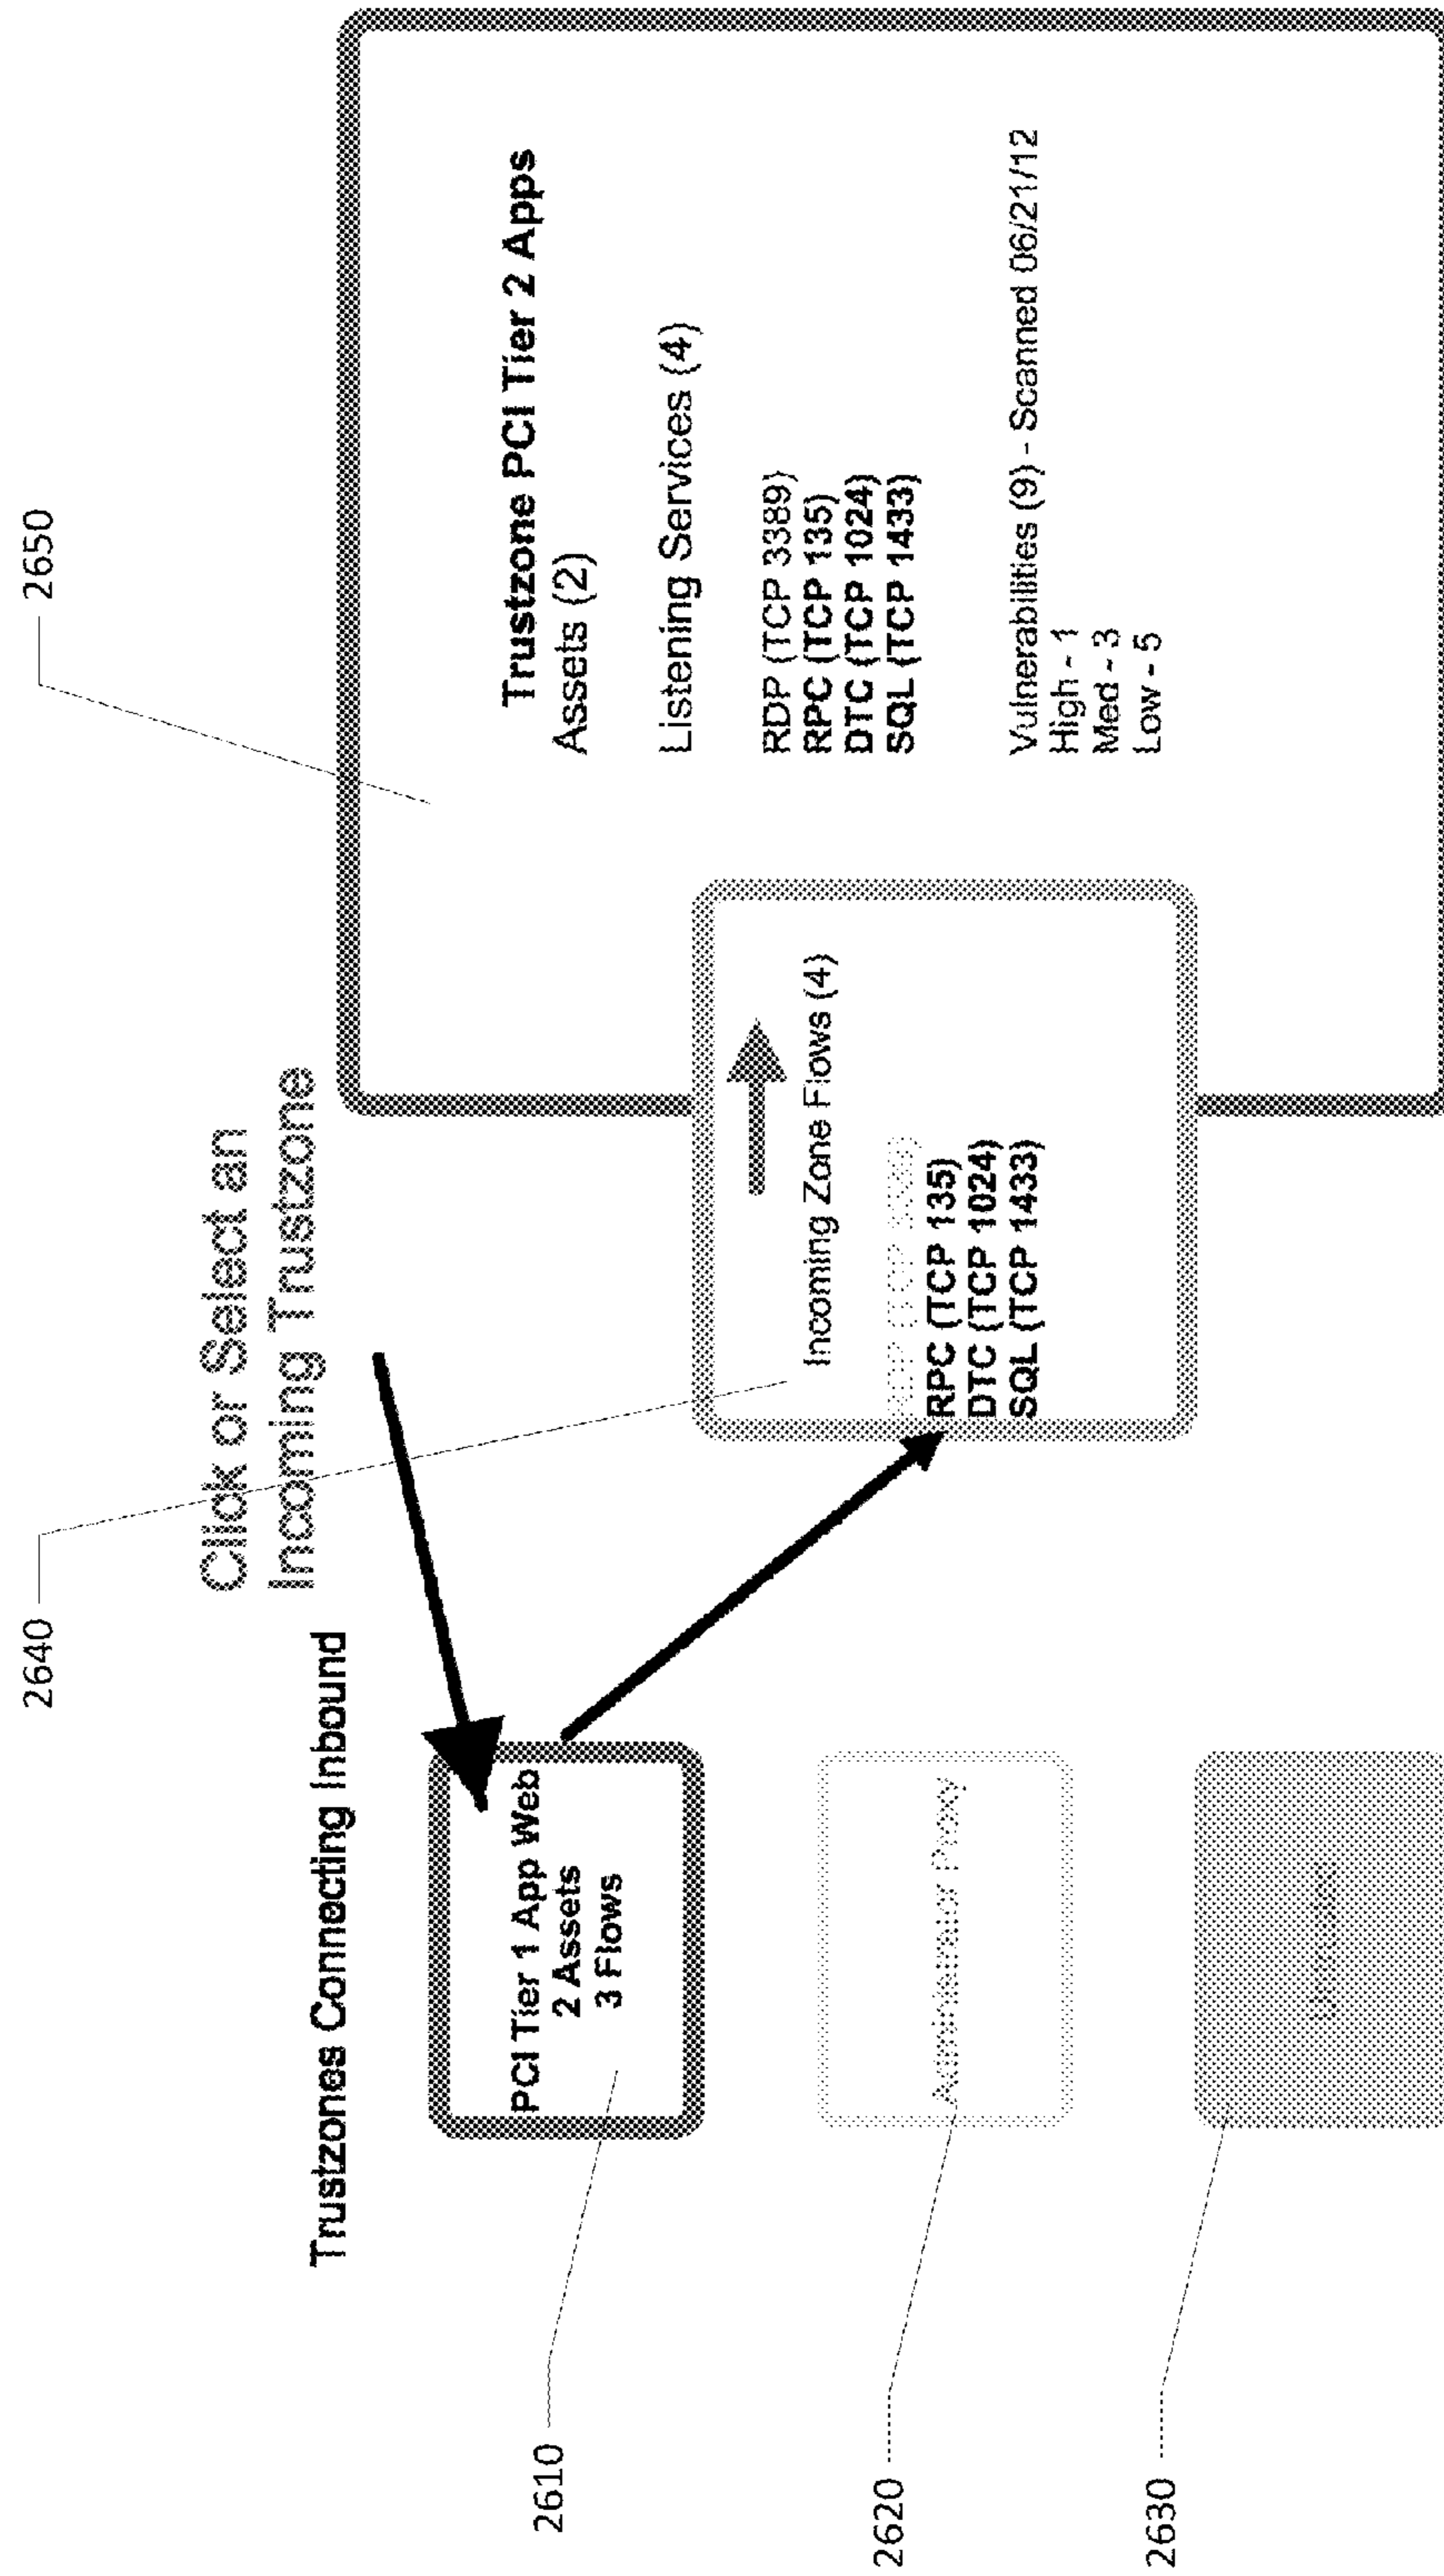 2640
2650
Click or Select an
Incoming Trustzone
Trustzones Connecting Inbound
PCI Tier 1 App Web
2 Assets
3 Flows
2610
Administrator Proxy
2620
2630
Incoming Zone Flows (4)
RPC (TCP 135)
DTC (TCP 1024)
SQL (TCP 1433)
Trustzone PCI Tier 2 Apps
Assets (2)
Listening Services (4)
RDP (TCP 3389)
RPC (TCP 135)
DTC (TCP 1024)
SQL (TCP 1433)
Vulnerabilities (9) - Scanned 06/21/12
High - 1
Med - 3
Low - 5